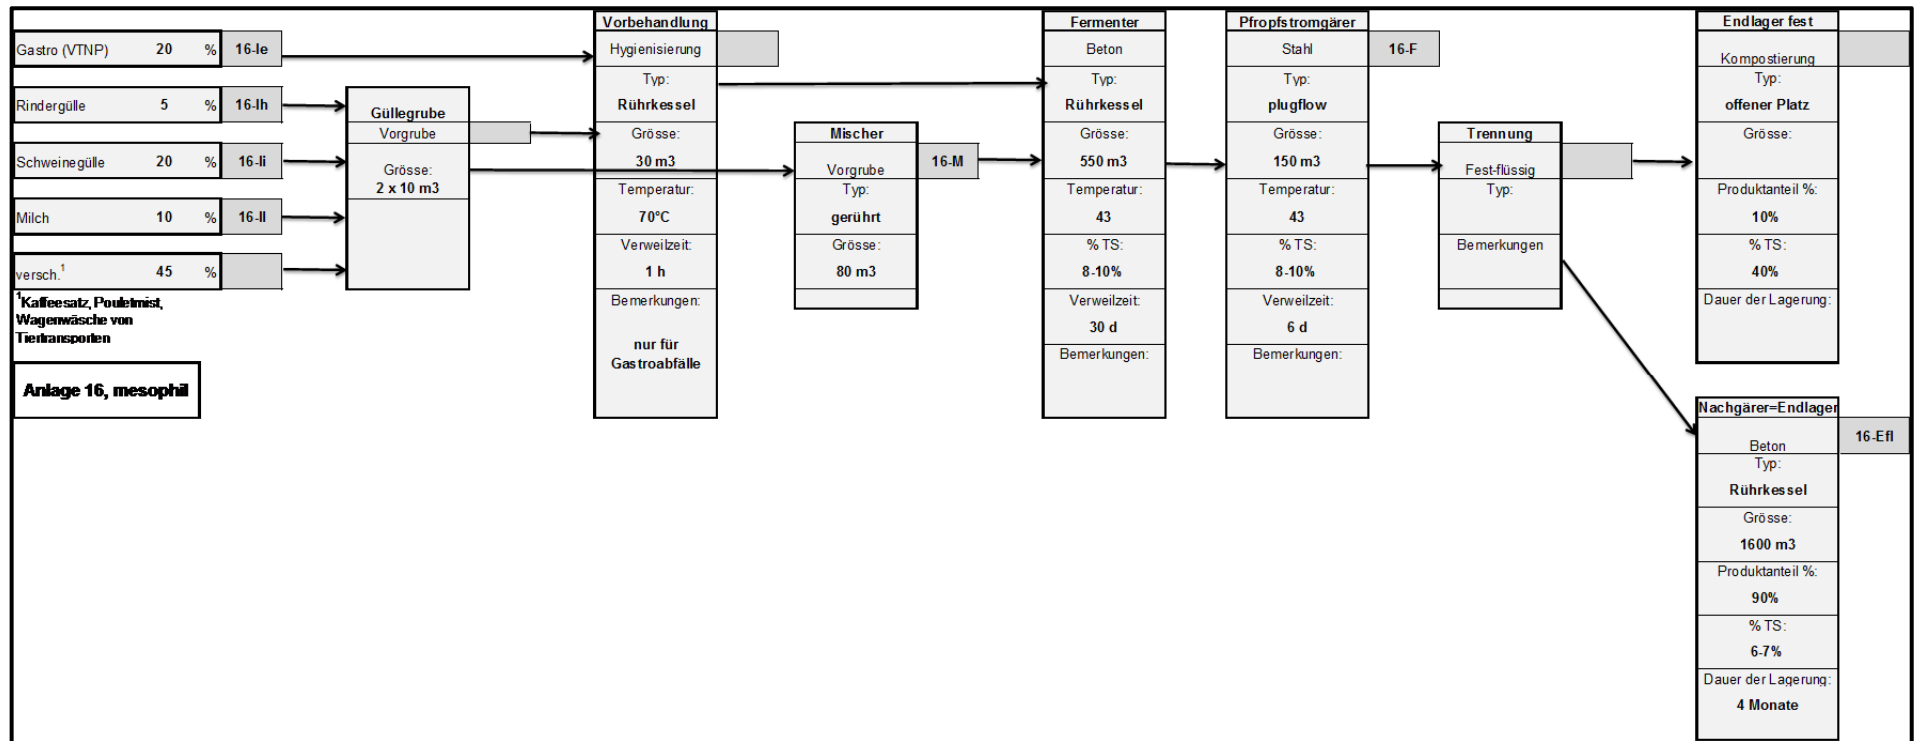 Gastro (VTNP) 20 % 16-Ie
Rindergülle 5 % 16-Ih
Schweinegülle 20 % 16-Ii
Milch 10 % 16-Il
versch.1 45 %
1Kaffeesatz, Pouletmist,
Wagenwäsche von
Tiertransporten
Anlage 16, mesophil
Güllegrube
Vorgrube
Grösse:
2 x 10 m3
Vorbehandlung
Hygienisierung
Typ:
Rührkessel
Grösse:
30 m3
Temperatur:
70°C
Verweilzeit:
1 h
Bemerkungen:
nur für
Gastroabfälle
Mischer
Vorgrube 16-M
Typ:
gerührt
Grösse:
80 m3
Fermenter
Beton
Typ:
Rührkessel
Grösse:
550 m3
Temperatur:
43
% TS:
8-10%
Verweilzeit:
30 d
Bemerkungen:
Pfropfstromgärer
Stahl 16-F
Typ:
plugflow
Grösse:
150 m3
Temperatur:
43
% TS:
8-10%
Verweilzeit:
6 d
Bemerkungen:
Trennung
Fest-flüssig
Typ:
Bemerkungen
Endlager fest
Kompostierung
Typ:
offener Platz
Grösse:
Produktanteil %:
10%
% TS:
40%
Dauer der Lagerung:
Nachgärer=Endlager
Beton 16-Efl
Typ:
Rührkessel
Grösse:
1600 m3
Produktanteil %:
90%
% TS:
6-7%
Dauer der Lagerung:
4 Monate